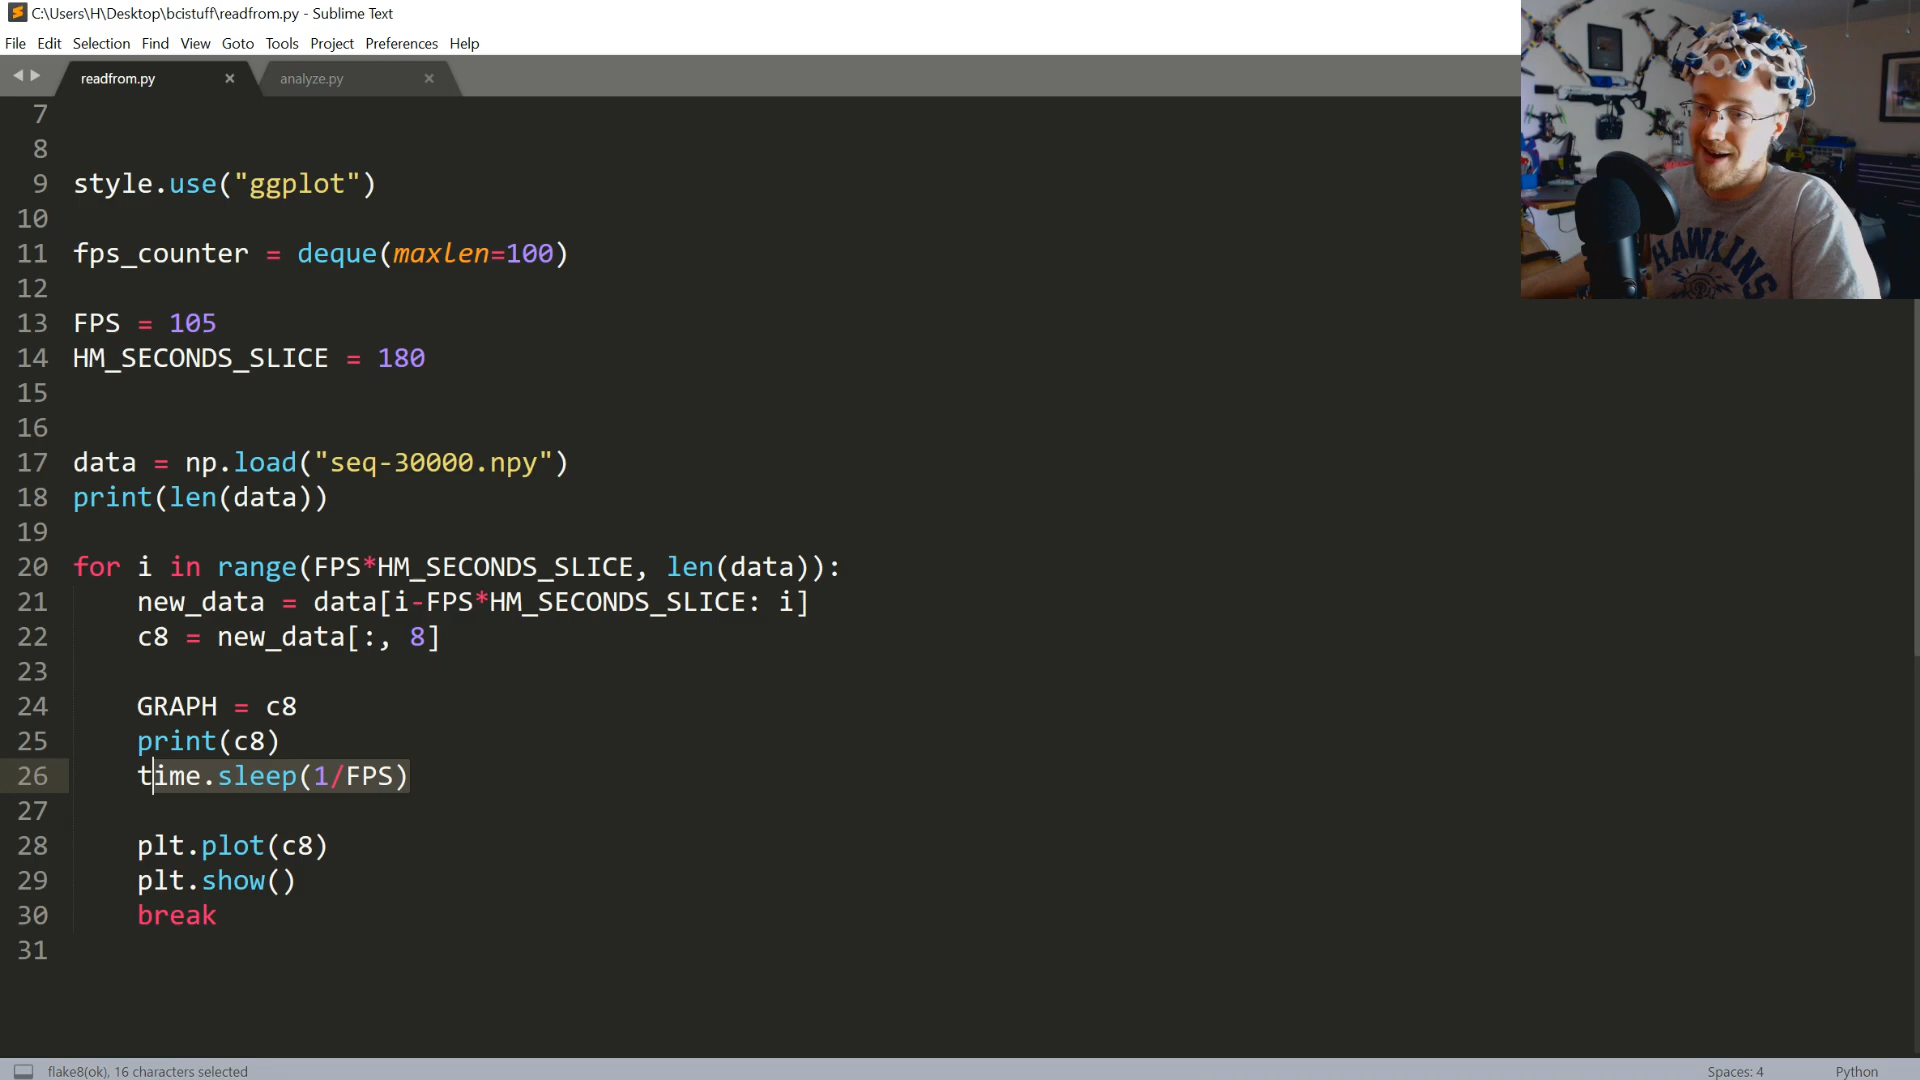 C:\Users\H\Desktop\bcistuff\readfrom.py - Sublime Text
File Edit Selection Find View Goto Tools Project Preferences Help
readfrom.py × analyze.py ×
7
8
9 style.use("ggplot")
10
11 fps_counter = deque(maxlen=100)
12
13 FPS = 105
14 HM_SECONDS_SLICE = 180
15
16
17 data = np.load("seq-30000.npy")
18 print(len(data))
19
20 for i in range(FPS*HM_SECONDS_SLICE, len(data)):
21 new_data = data[i-FPS*HM_SECONDS_SLICE: i]
22 c8 = new_data[:, 8]
23
24 GRAPH = c8
25 print(c8)
26 time.sleep(1/FPS)
27
28 plt.plot(c8)
29 plt.show()
30 break
31
HAWKINS
flake8(ok), 16 characters selected Spaces: 4 Python